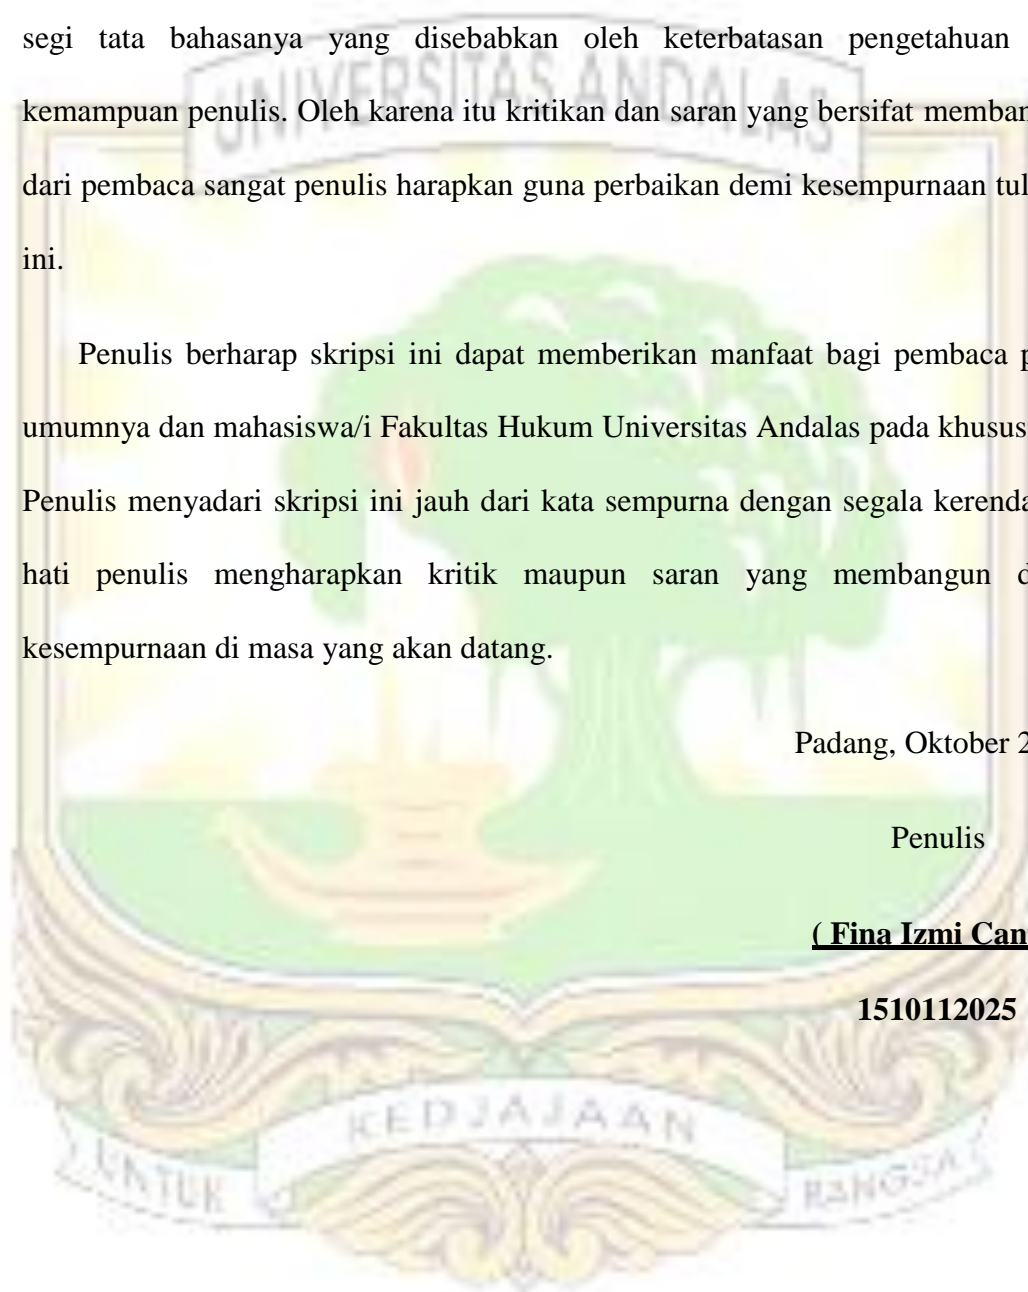 segi tata bahasanya yang disebabkan oleh keterbatasan pengetahuan
UNIVERSITAS ANDALAS
kemampuan penulis. Oleh karena itu kritikan dan saran yang bersifat memban
dari pembaca sangat penulis harapkan guna perbaikan demi kesempurnaan tul
ini.
Penulis berharap skripsi ini dapat memberikan manfaat bagi pembaca p
umumnya dan mahasiswa/i Fakultas Hukum Universitas Andalas pada khusus
Penulis menyadari skripsi ini jauh dari kata sempurna dengan segala kerenda
hati penulis mengharapkan kritik maupun saran yang membangun d
kesempurnaan di masa yang akan datang.
Padang, Oktober 2
Penulis
( Fina Izmi Can
1510112025
UNTUK KEDJAJAAN BANGSA